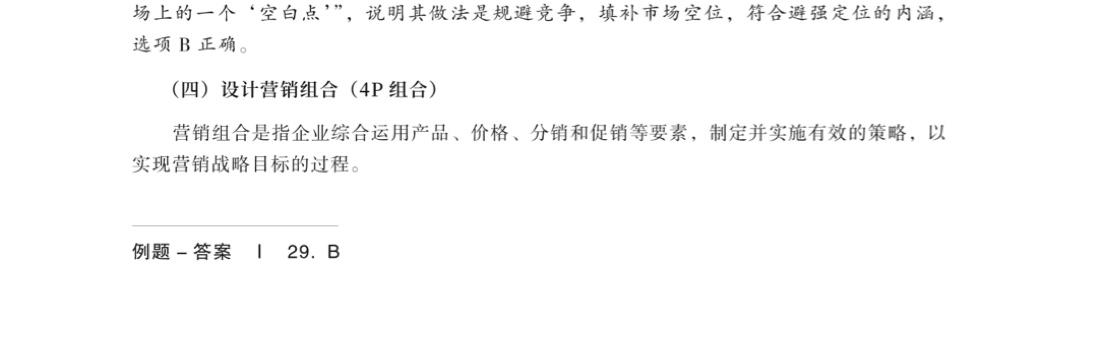 场上的一个‘空白点’”，说明其做法是规避竞争，填补市场空位，符合避强定位的内涵，
选项 B 正确。
（四）设计营销组合（4P 组合）
营销组合是指企业综合运用产品、价格、分销和促销等要素，制定并实施有效的策略，以
实现营销战略目标的过程。
例题 – 答案 | 29. B